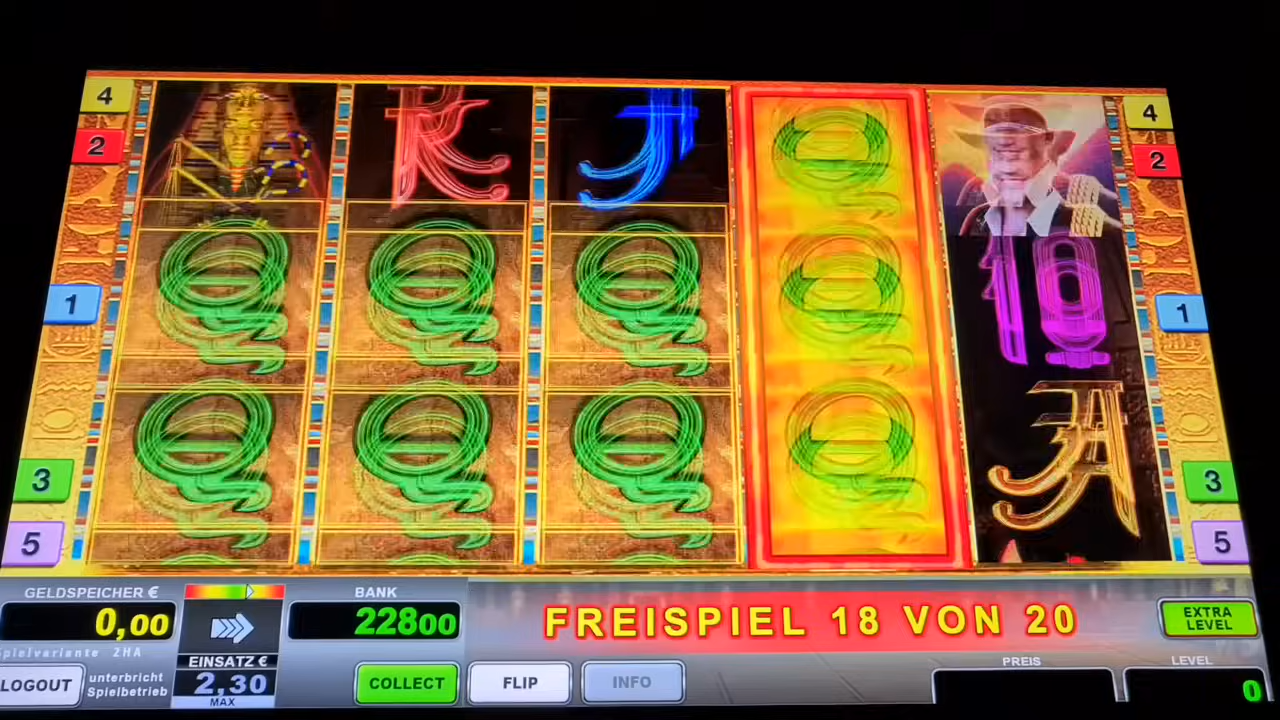 4
4
2
2
K J Q
Q Q Q Q 10
1
1
Q Q Q Q A
3
3
5
5
GELDSPEICHER €
BANK
0,00
22800
FREISPIEL 18 VON 20
EXTRA LEVEL
Spielvariante 2HA
EINSATZ €
2,30
MAX
LOGOUT
unterbricht
Spielbetrieb
COLLECT
FLIP
INFO
PREIS
LEVEL
0